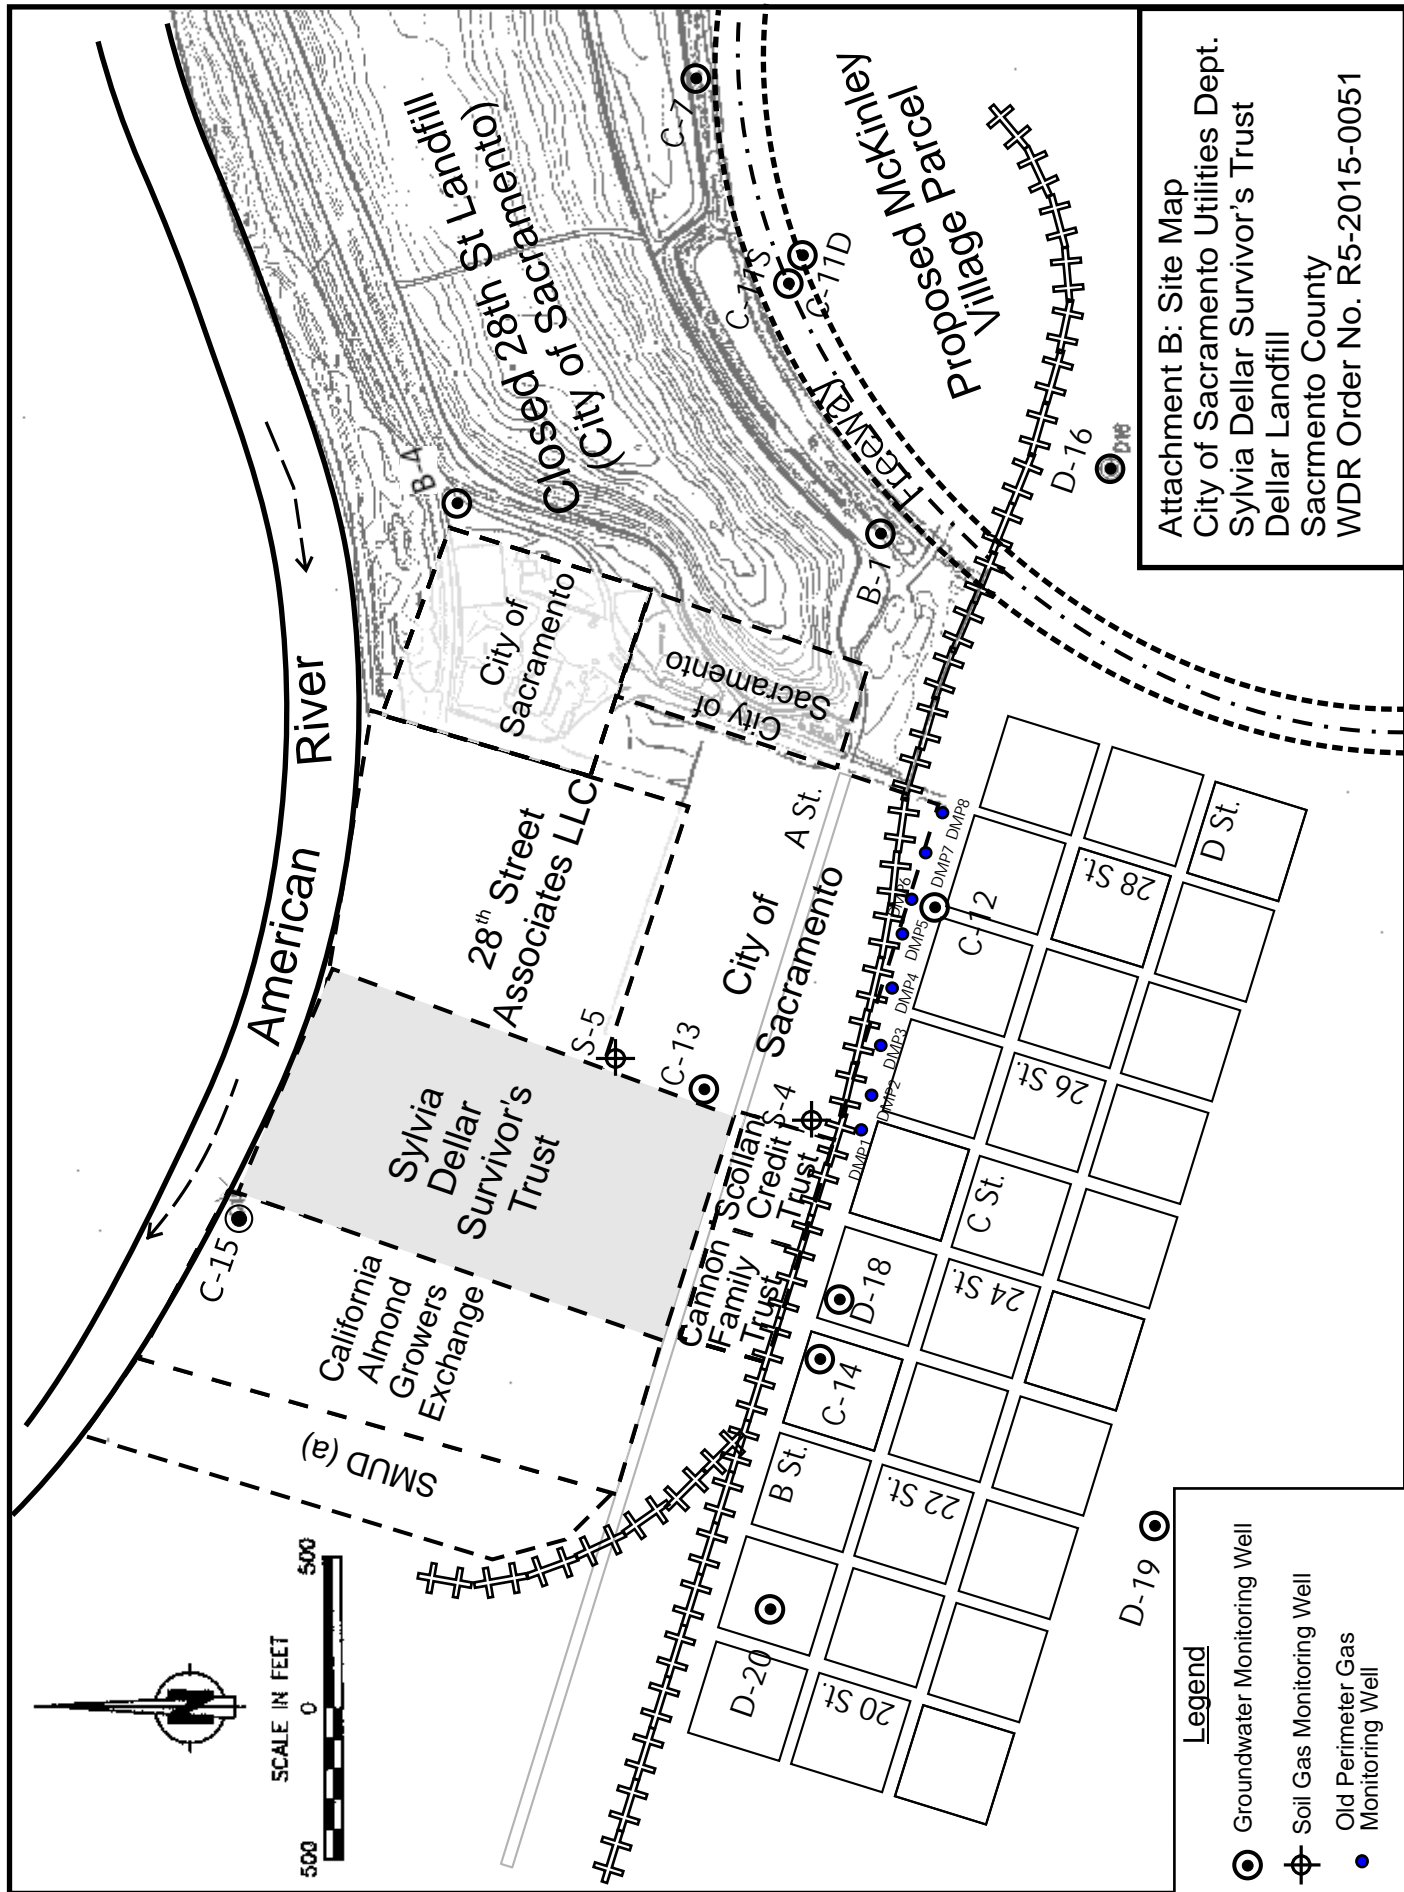 American River
Closed 28th St Landfill
(City of Sacramento)
C-7
C-11S
C-11D
Proposed McKinley
Village Parcel
Freeway
B-4
B-1
D-16
D16
City of
Sacramento
City of
Sacramento
28th Street
Associates LLC
A St.
City of
Sacramento
S-5
C-13
S-4
Sylvia
Dellar
Survivor's
Trust
Scollan
Credit
Trust
Cannon
Family
Trust
C-15
California
Almond
Growers
Exchange
SMUD (a)
DMP1
DMP2
DMP3
DMP4
DMP5
DMP6
DMP7
DMP8
C-12
D-18
C-14
D-20
D-19
B St.
C St.
D St.
20 St.
22 St.
24 St.
26 St.
28 St.
N
SCALE IN FEET
500 0 500
Legend
Groundwater Monitoring Well
Soil Gas Monitoring Well
Old Perimeter Gas
Monitoring Well
Attachment B: Site Map
City of Sacramento Utilities Dept.
Sylvia Dellar Survivor's Trust
Dellar Landfill
Sacrmento County
WDR Order No. R5-2015-0051